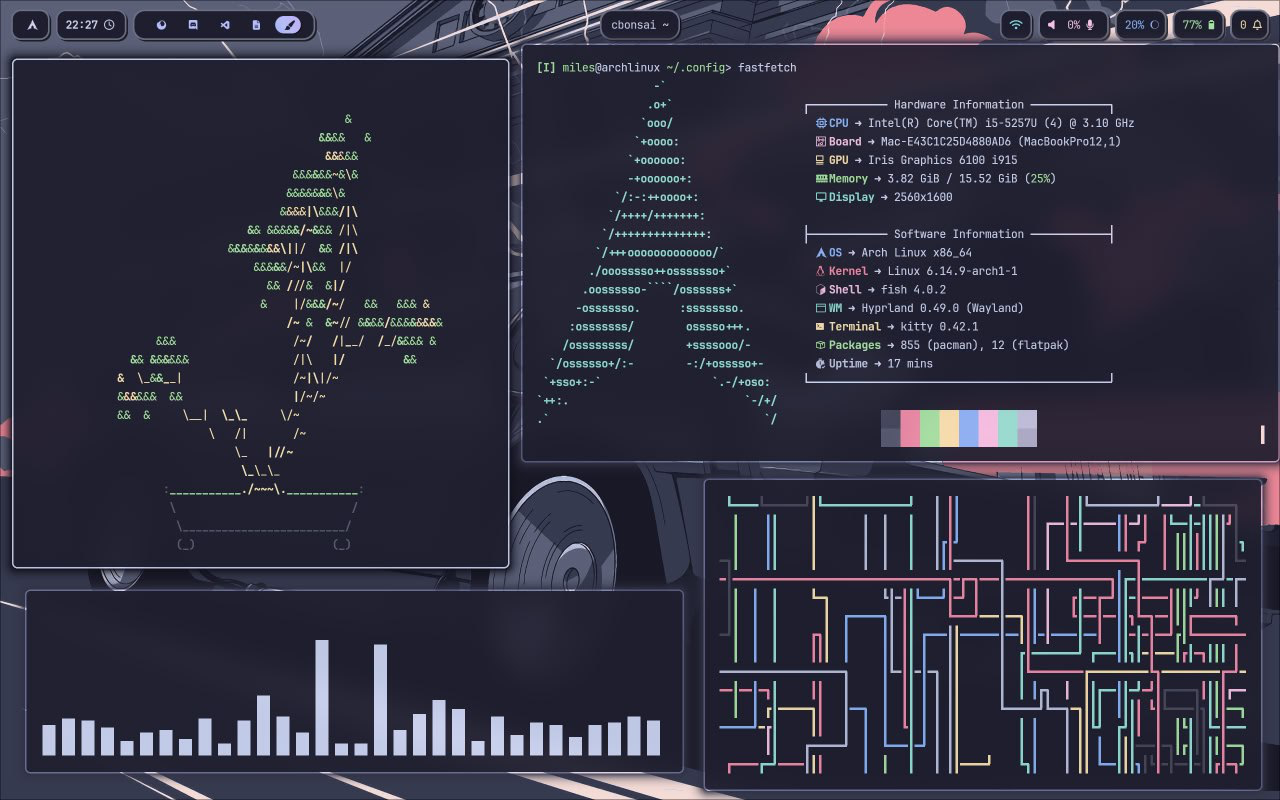 22:27
cbonsai ~
0%
20%
77%
0
[I] miles@archlinux ~/.config> fastfetch
Hardware Information
CPU → Intel(R) Core(TM) i5-5257U (4) @ 3.10 GHz
Board → Mac-E43C1C25D4880AD6 (MacBookPro12,1)
GPU → Iris Graphics 6100 i915
Memory → 3.82 GiB / 15.52 GiB (25%)
Display → 2560x1600
Software Information
OS → Arch Linux x86_64
Kernel → Linux 6.14.9-arch1-1
Shell → fish 4.0.2
WM → Hyprland 0.49.0 (Wayland)
Terminal → kitty 0.42.1
Packages → 855 (pacman), 12 (flatpak)
Uptime → 17 mins